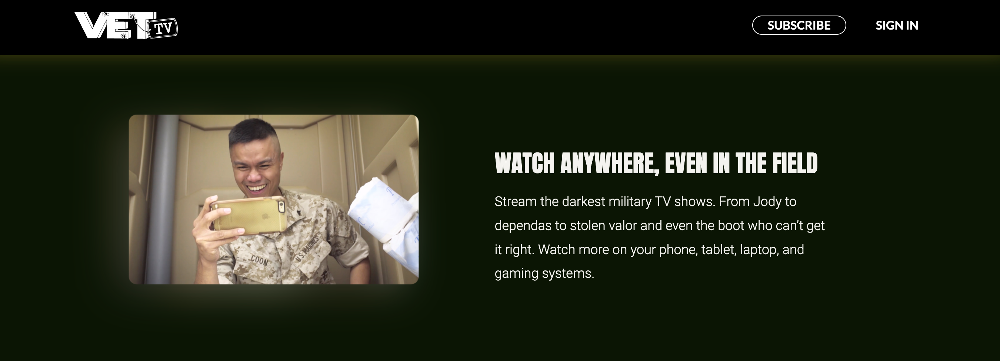 VET TV
SUBSCRIBE
SIGN IN
COON
U.S. MARINES
WATCH ANYWHERE, EVEN IN THE FIELD
Stream the darkest military TV shows. From Jody to
dependas to stolen valor and even the boot who can’t get
it right. Watch more on your phone, tablet, laptop, and
gaming systems.